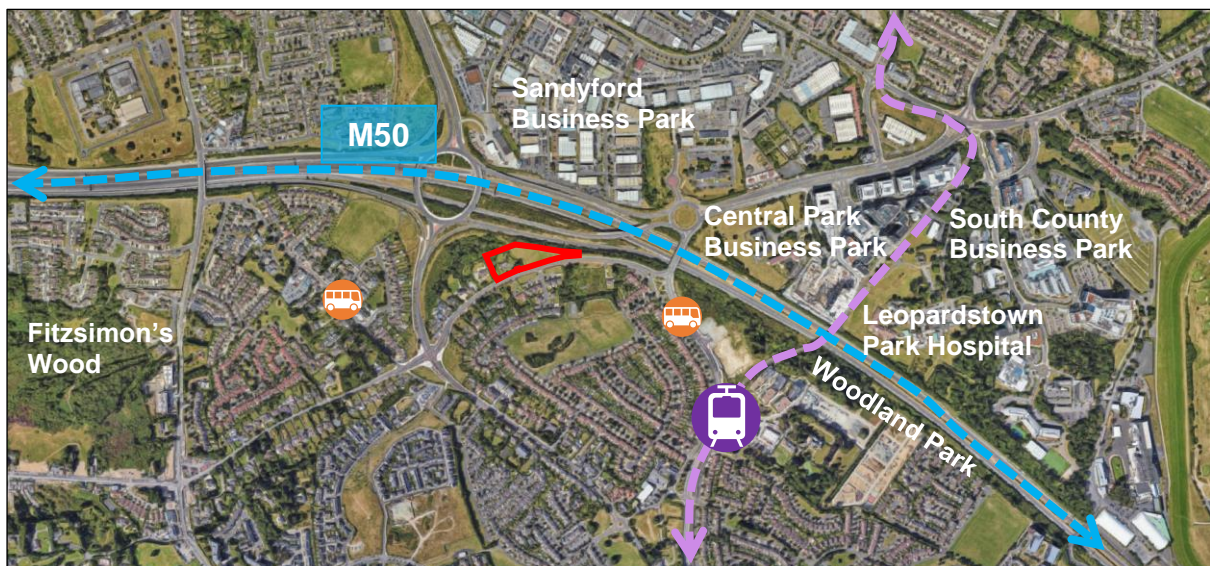 Sandyford
Business Park
M50
Central Park
Business Park
South County
Business Park
Fitzsimon's
Wood
Leopardstown
Park Hospital
Woodland Park